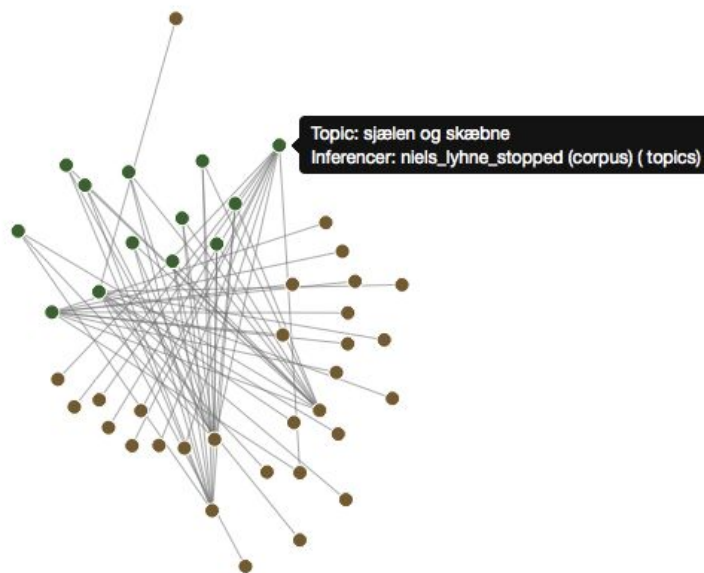 Topic: sjælen og skæbne
Inferencer: niels_lyhne_stopped (corpus) ( topics)